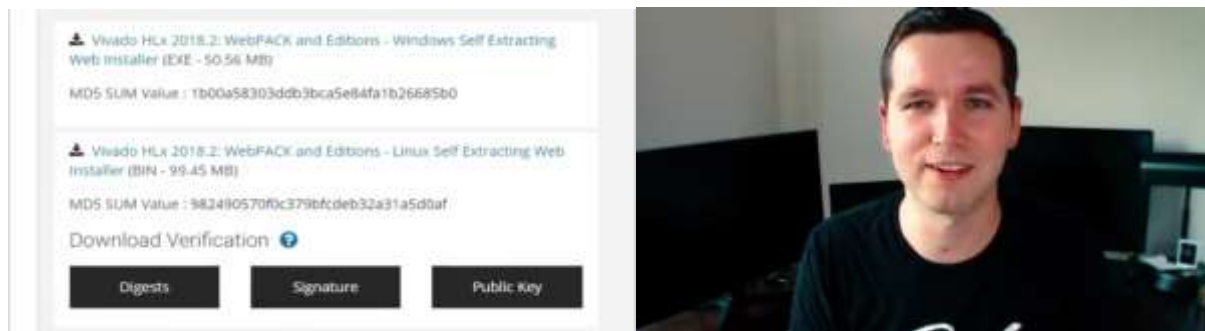 Vivado HLx 2018.2: WebPACK and Editions - Windows Self Extracting
Web Installer (EXE - 50.56 MB)
MD5 SUM Value : 1b00a58303ddb3bca5e84fa1b26685b0
Vivado HLx 2018.2: WebPACK and Editions - Linux Self Extracting Web
Installer (BIN - 99.45 MB)
MD5 SUM Value : 982490570f0c379bfcdeb32a31a5d0af
Download Verification
Digests
Signature
Public Key